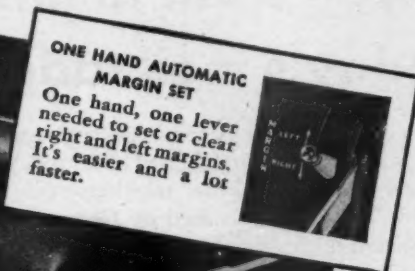 ONE HAND AUTOMATIC
MARGIN SET
One hand, one lever
needed to set or clear
right and left margins.
It's easier and a lot
faster.
MARGIN
LEFT
RIGHT